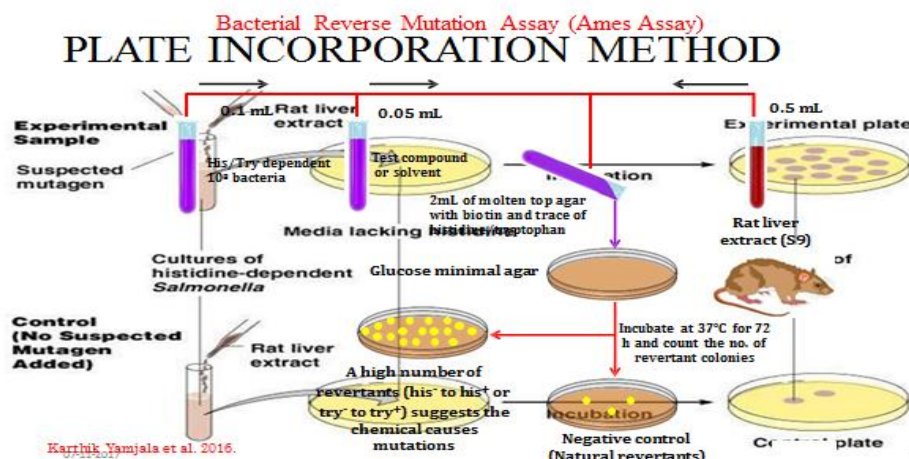 Bacterial Reverse Mutation Assay (Ames Assay)
PLATE INCORPORATION METHOD
0.1 mL
Rat liver
extract
0.05 mL
0.5 mL
Experimental
Sample
Suspected
mutagen
His/Try dependent
bacteria
Test compound
or solvent
Experimental plate
2mL of molten top agar
with biotin and trace of
Media lacking
Rat liver
extract (S9)
of
Cultures of
histidine-dependent
Salmonella
Glucose minimal agar
Control
(No Suspected
Mutagen
Added)
Rat liver
extract
Incubate at 37°C for 72
h and count the no. of
revertant colonies
A high number of
revertants (his⁻ to his⁺ or
try⁻ to try⁺) suggests the
chemical causes
mutations
Incubation
Negative control
(Natural revertants)
plate
Karthik Yamjala et al. 2016.